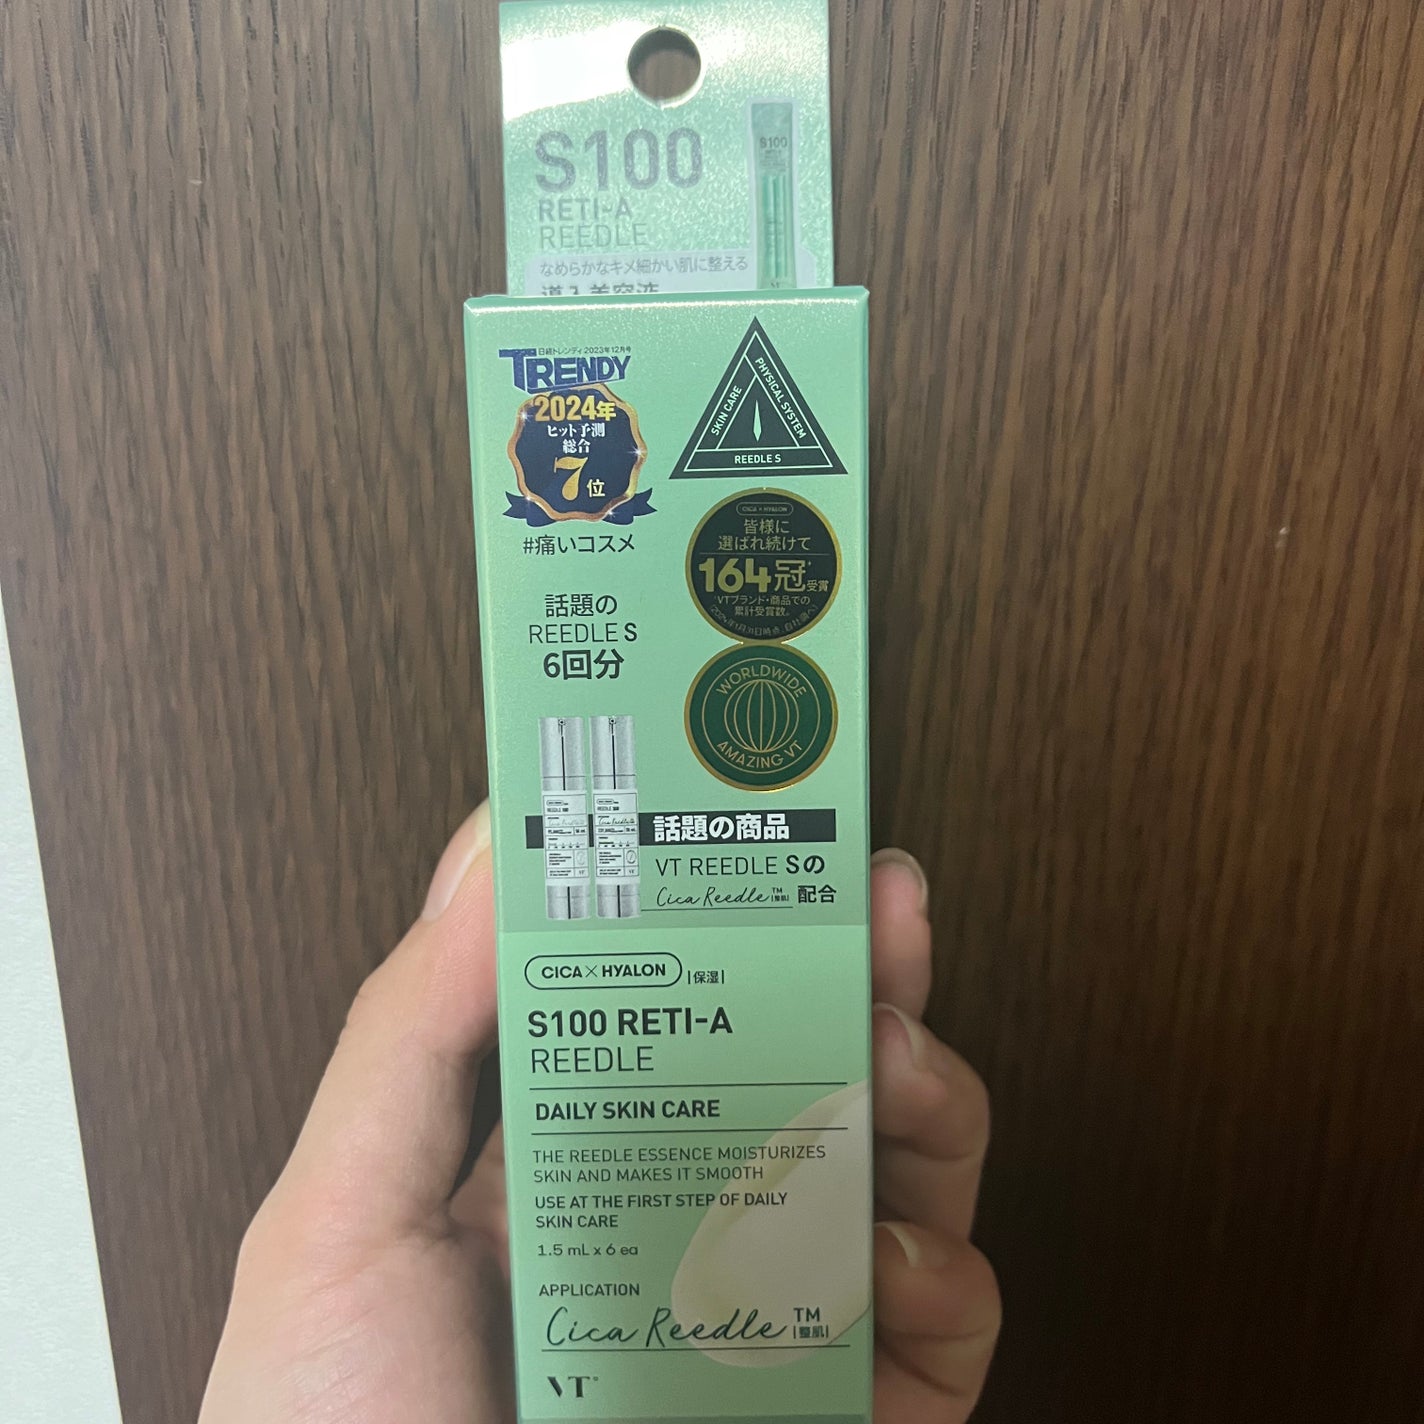 S100
RETI-A
REEDLE
なめらかなキメ細かい肌に整える
導入美容液
S100
日経トレンディ2023年12月号
TRENDY
2024年
ヒット予測
総合
7位
#痛いコスメ
SKIN CARE
PHYSICAL SYSTEM
REEDLE S
CICA×HYALON
皆様に
選ばれ続けて
164冠*受賞
*VTブランド・商品での
累計受賞数。
話題の
REEDLE S
6回分
WORLDWIDE
AMAZING VT
話題の商品
VT REEDLE Sの
Cica Reedle™|整肌| 配合
CICA×HYALON |保湿|
S100 RETI-A
REEDLE
DAILY SKIN CARE
THE REEDLE ESSENCE MOISTURIZES
SKIN AND MAKES IT SMOOTH
USE AT THE FIRST STEP OF DAILY
SKIN CARE
1.5 mL x 6 ea
APPLICATION
Cica Reedle™|整肌|
VT